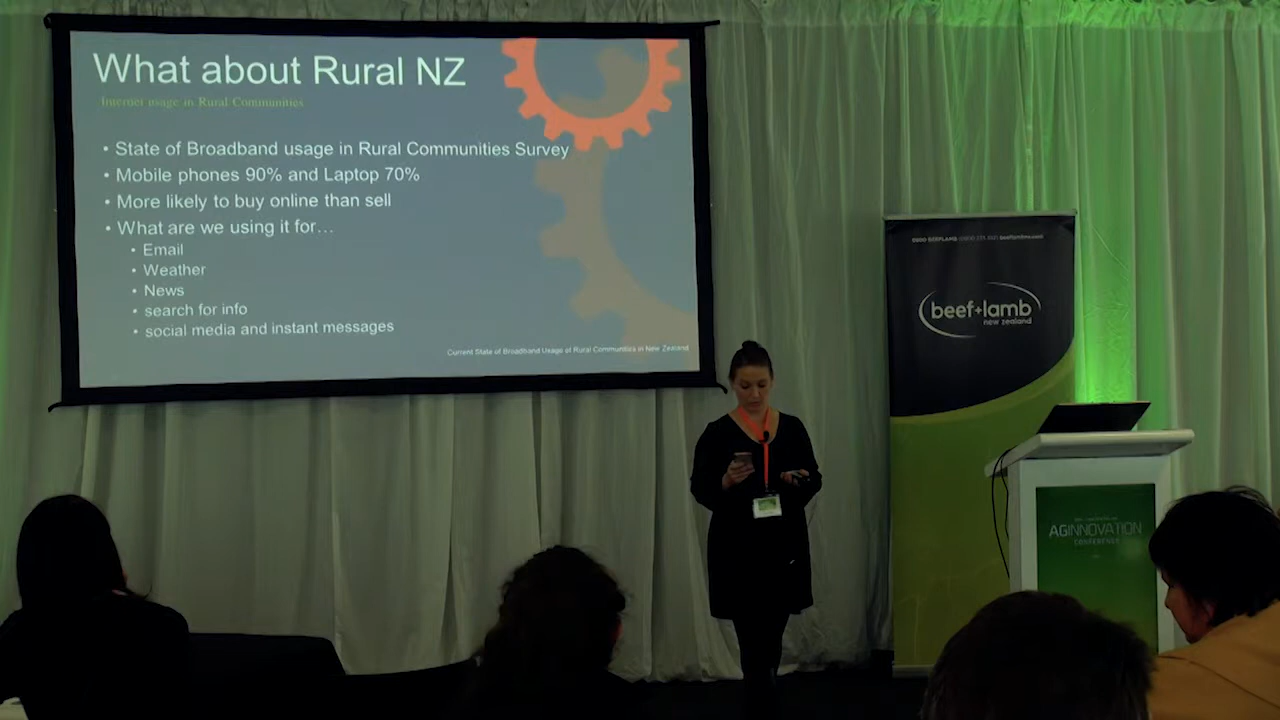 What about Rural NZ
Internet usage in Rural Communities
• State of Broadband usage in Rural Communities Survey
• Mobile phones 90% and Laptop 70%
• More likely to buy online than sell
• What are we using it for…
• Email
• Weather
• News
• search for info
• social media and instant messages
Current State of Broadband Usage of Rural Communities in New Zealand
beef+lamb
new zealand
AGINNOVATION
CONFERENCE